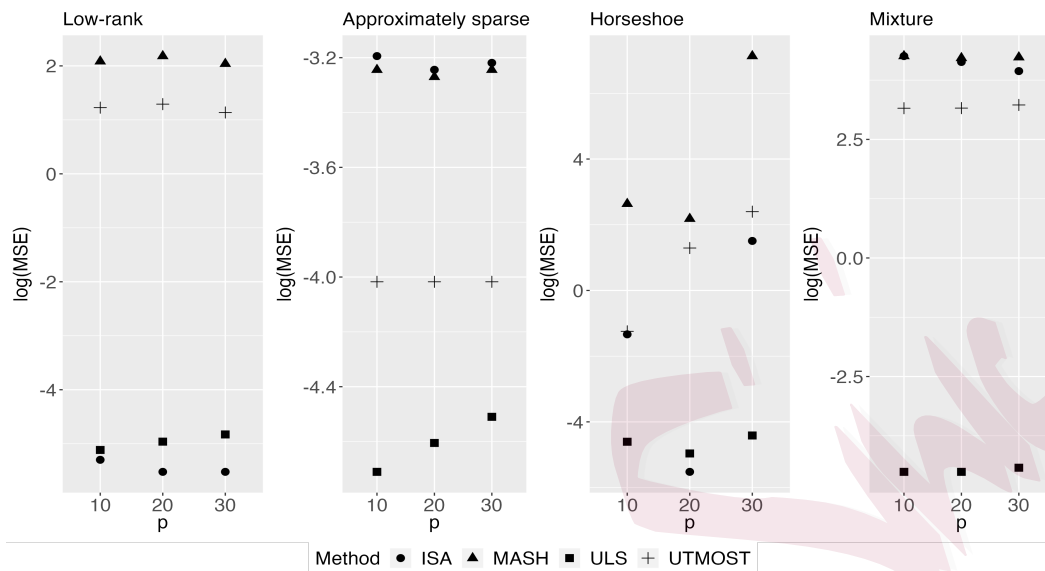 Low-rank
Approximately sparse
Horseshoe
Mixture
log(MSE)
2
0
-2
-4
10 20 30
p
log(MSE)
-3.2
-3.6
-4.0
-4.4
10 20 30
p
log(MSE)
4
0
-4
10 20 30
p
log(MSE)
2.5
0.0
-2.5
10 20 30
p
Method ISA MASH ULS UTMOST